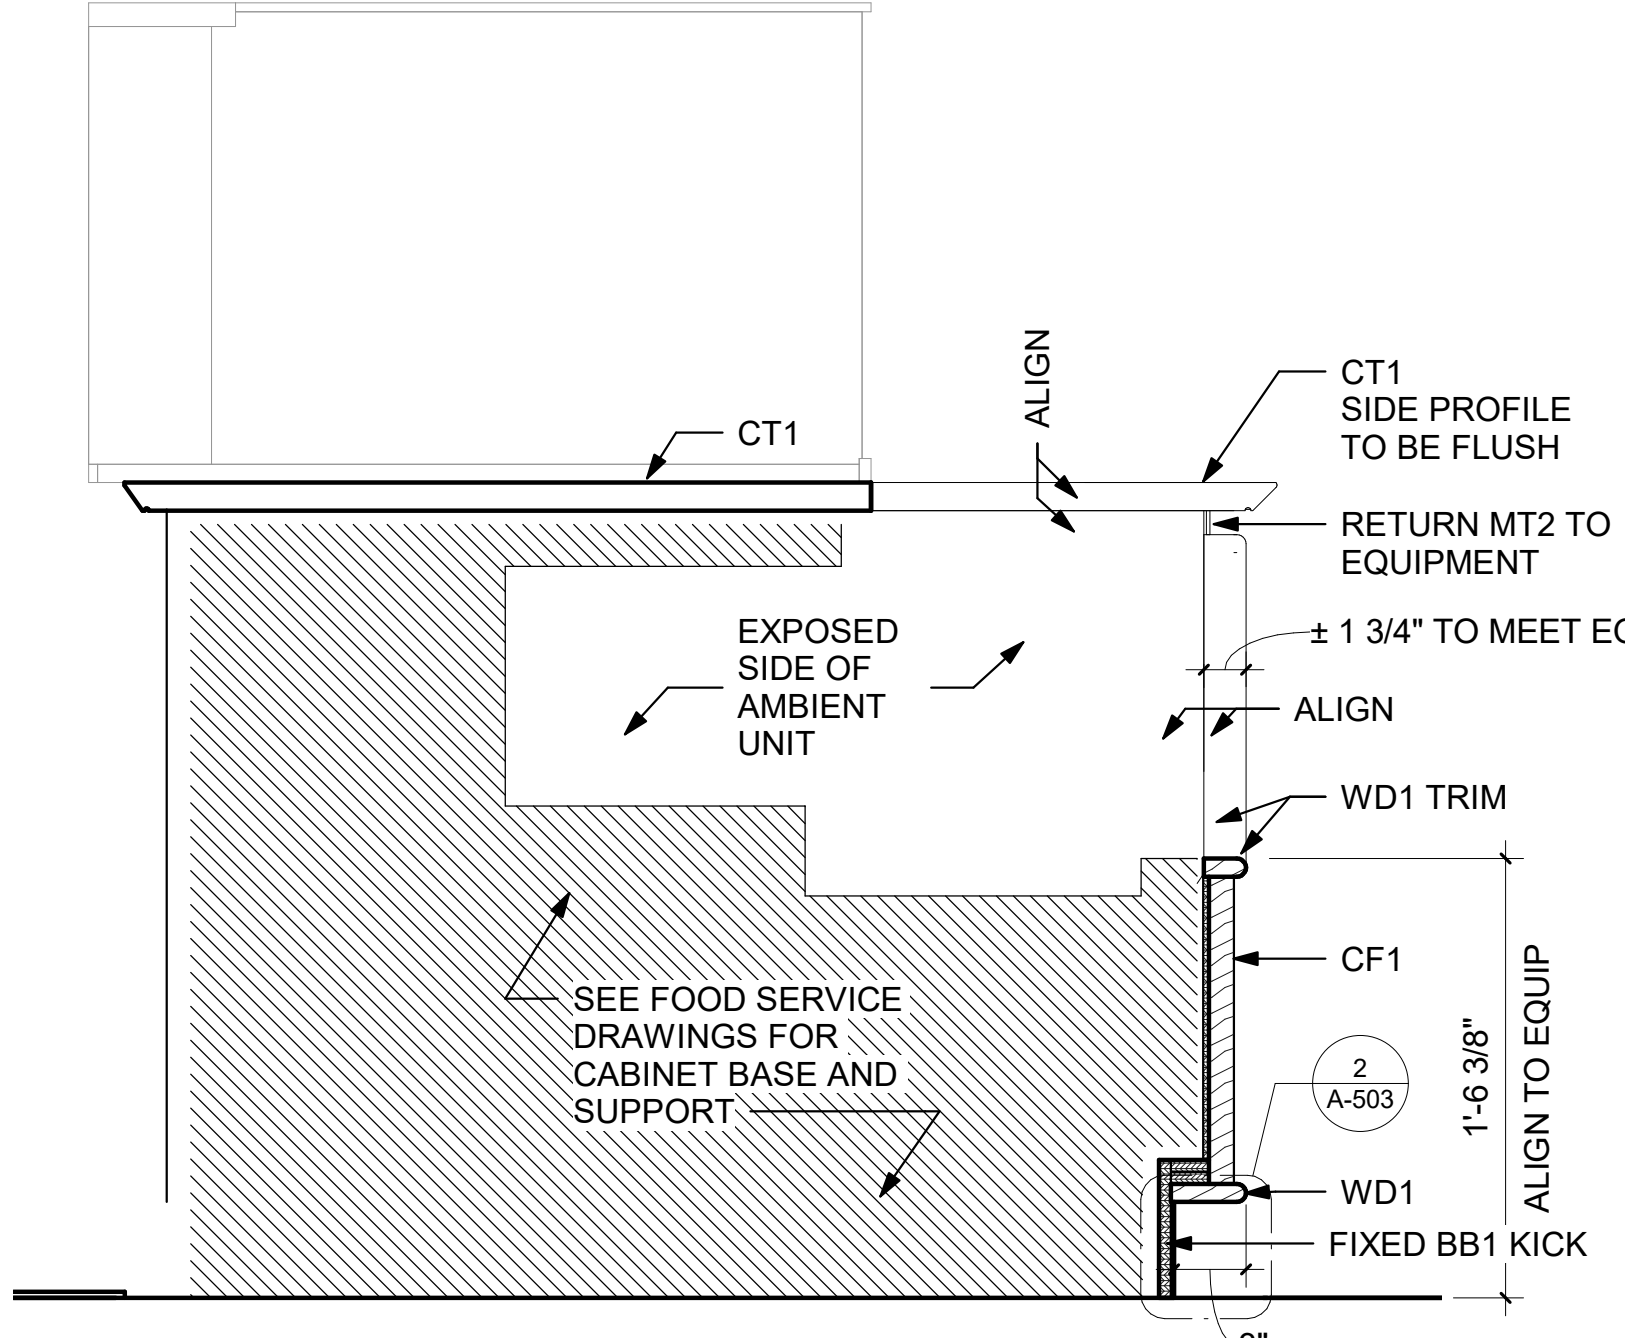 ALIGN
CT1
SIDE PROFILE
TO BE FLUSH
CT1
RETURN MT2 TO
EQUIPMENT
EXPOSED
SIDE OF
AMBIENT
UNIT
± 1 3/4" TO MEET
ALIGN
WD1 TRIM
CF1
SEE FOOD SERVICE
DRAWINGS FOR
CABINET BASE AND
SUPPORT
2
A-503
1'-6 3/8"
ALIGN TO EQUIP
WD1
FIXED BB1 KICK